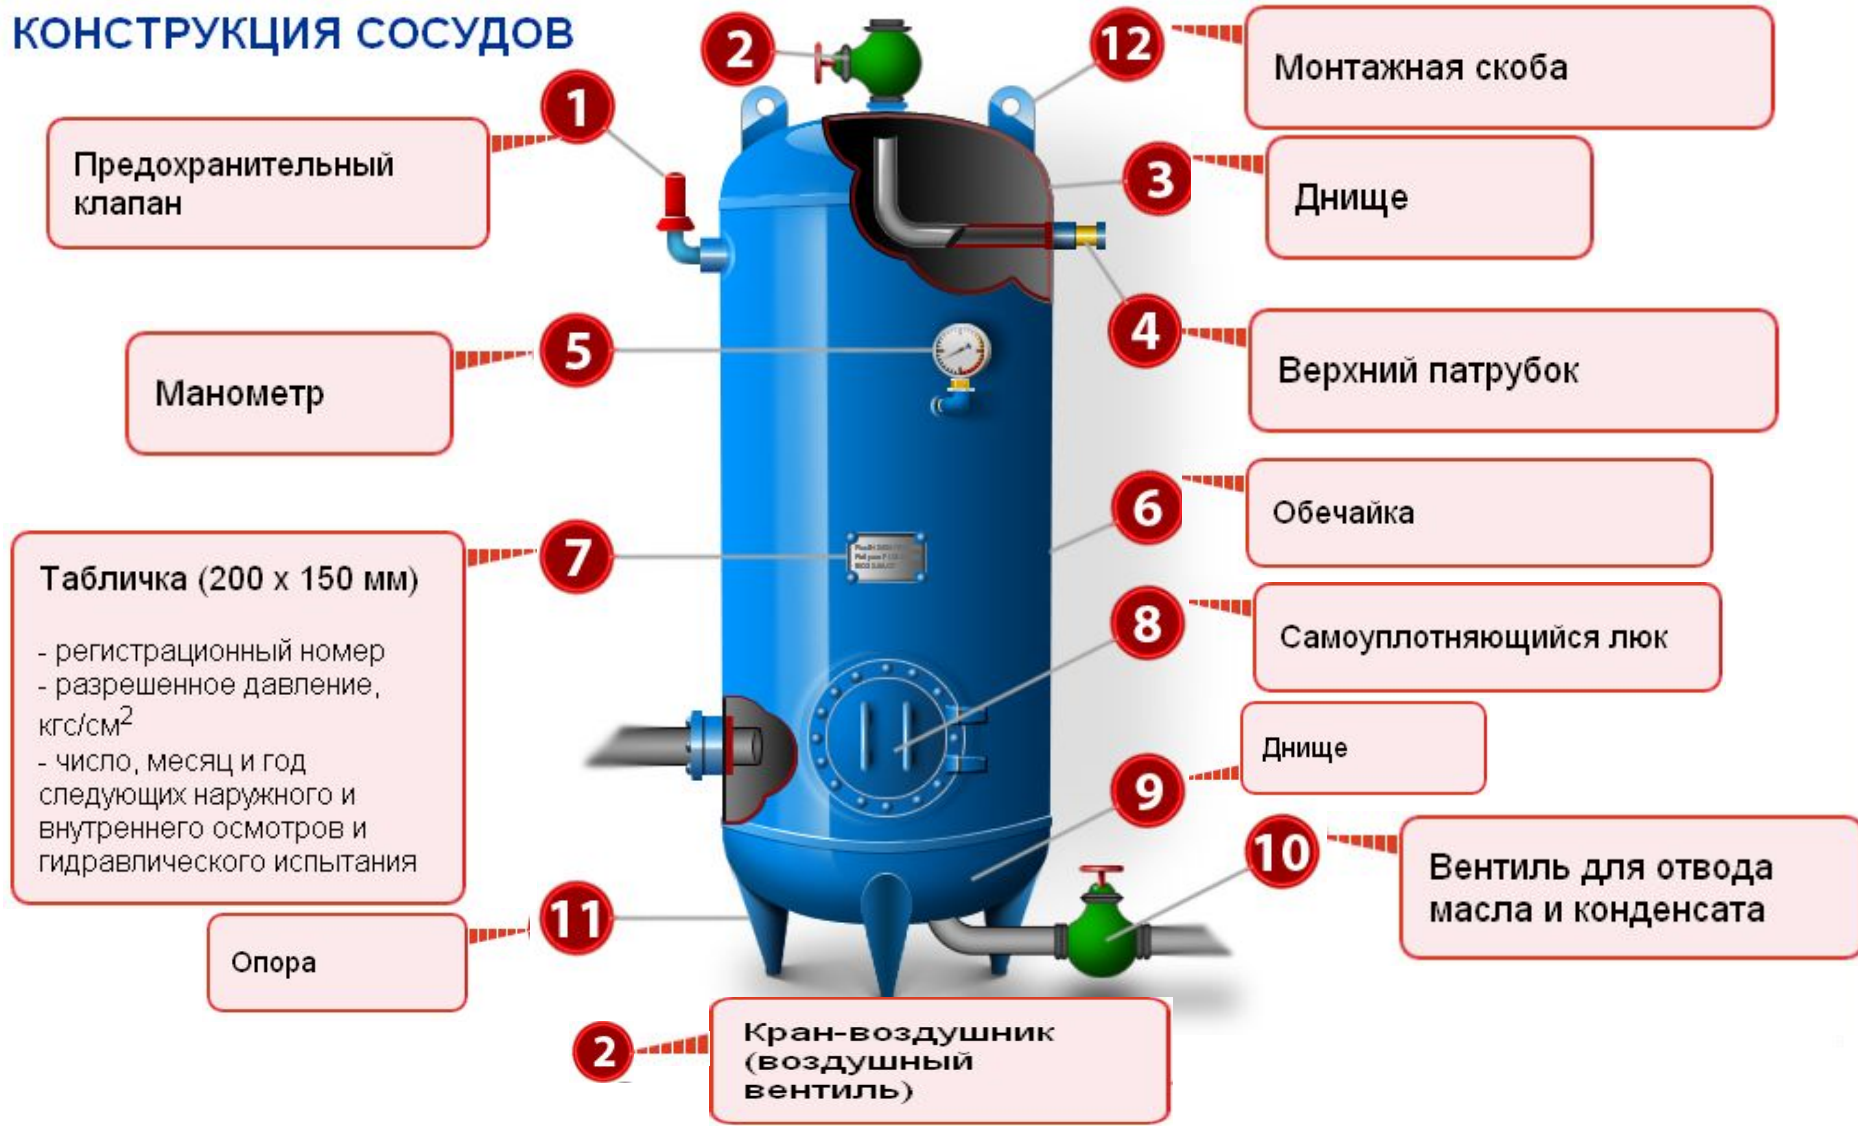 КОНСТРУКЦИЯ СОСУДОВ
2
12
Монтажная скоба
1
Предохранительный
клапан
3
Днище
4
Верхний патрубок
5
Манометр
6
Обечайка
7
Табличка (200 х 150 мм)
- регистрационный номер
- разрешенное давление,
кгс/см²
- число, месяц и год
следующих наружного и
внутреннего осмотров и
гидравлического испытания
8
Самоуплотняющийся люк
9
Днище
10
Вентиль для отвода
масла и конденсата
11
Опора
2
Кран-воздушник
(воздушный
вентиль)